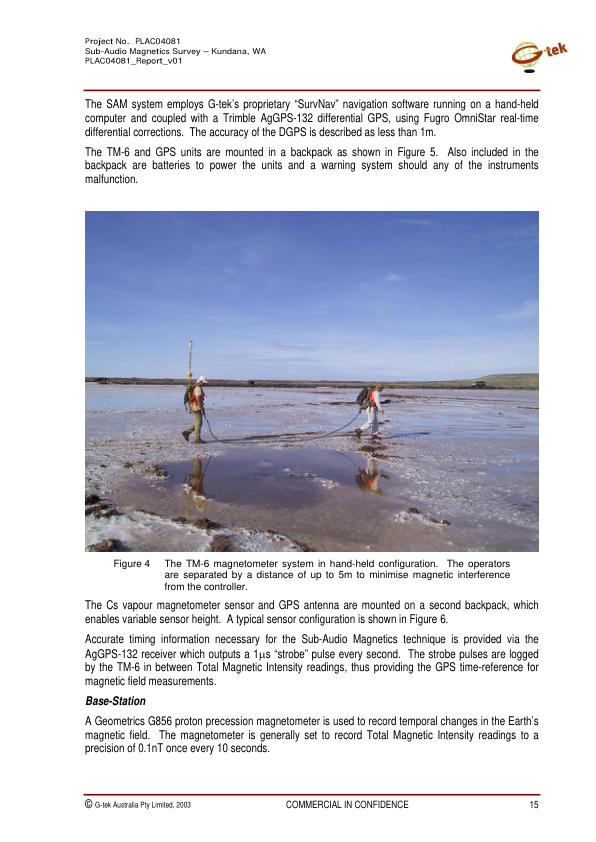 Project No.  PLAC04081
Sub-Audio Magnetics Survey – Kundana, WA
PLAC04081_Report_v01
G-tek
The SAM system employs G-tek's proprietary “SurvNav” navigation software running on a hand-held
computer and coupled with a Trimble AgGPS-132 differential GPS, using Fugro OmniStar real-time
differential corrections.  The accuracy of the DGPS is described as less than 1m.
The TM-6 and GPS units are mounted in a backpack as shown in Figure 5.  Also included in the
backpack are batteries to power the units and a warning system should any of the instruments
malfunction.
Figure 4    The TM-6 magnetometer system in hand-held configuration.  The operators
are separated by a distance of up to 5m to minimise magnetic interference
from the controller.
The Cs vapour magnetometer sensor and GPS antenna are mounted on a second backpack, which
enables variable sensor height.  A typical sensor configuration is shown in Figure 6.
Accurate timing information necessary for the Sub-Audio Magnetics technique is provided via the
AgGPS-132 receiver which outputs a 1μs “strobe” pulse every second.  The strobe pulses are logged
by the TM-6 in between Total Magnetic Intensity readings, thus providing the GPS time-reference for
magnetic field measurements.
Base-Station
A Geometrics G856 proton precession magnetometer is used to record temporal changes in the Earth's
magnetic field.  The magnetometer is generally set to record Total Magnetic Intensity readings to a
precision of 0.1nT once every 10 seconds.
© G-tek Australia Pty Limited, 2003    COMMERCIAL IN CONFIDENCE    15